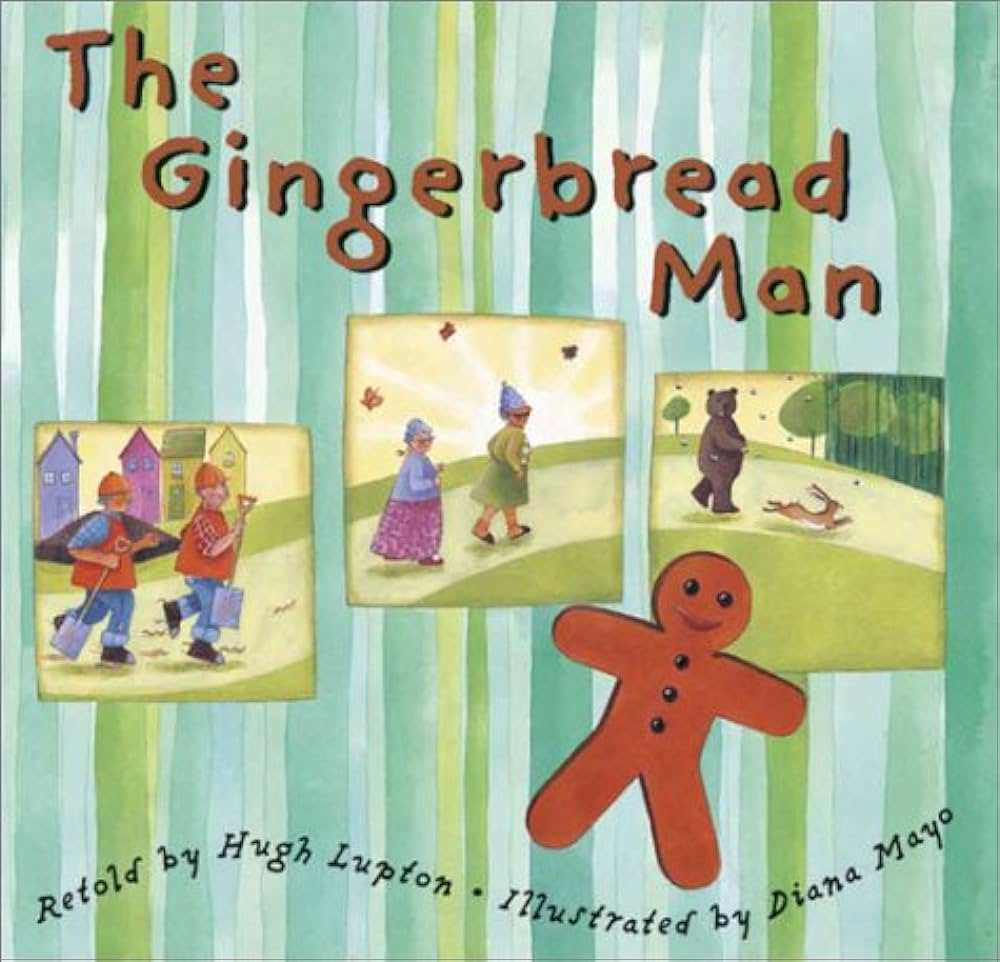 The
Gingerbread
Man
Retold by Hugh Lupton • Illustrated by Diana Mayo